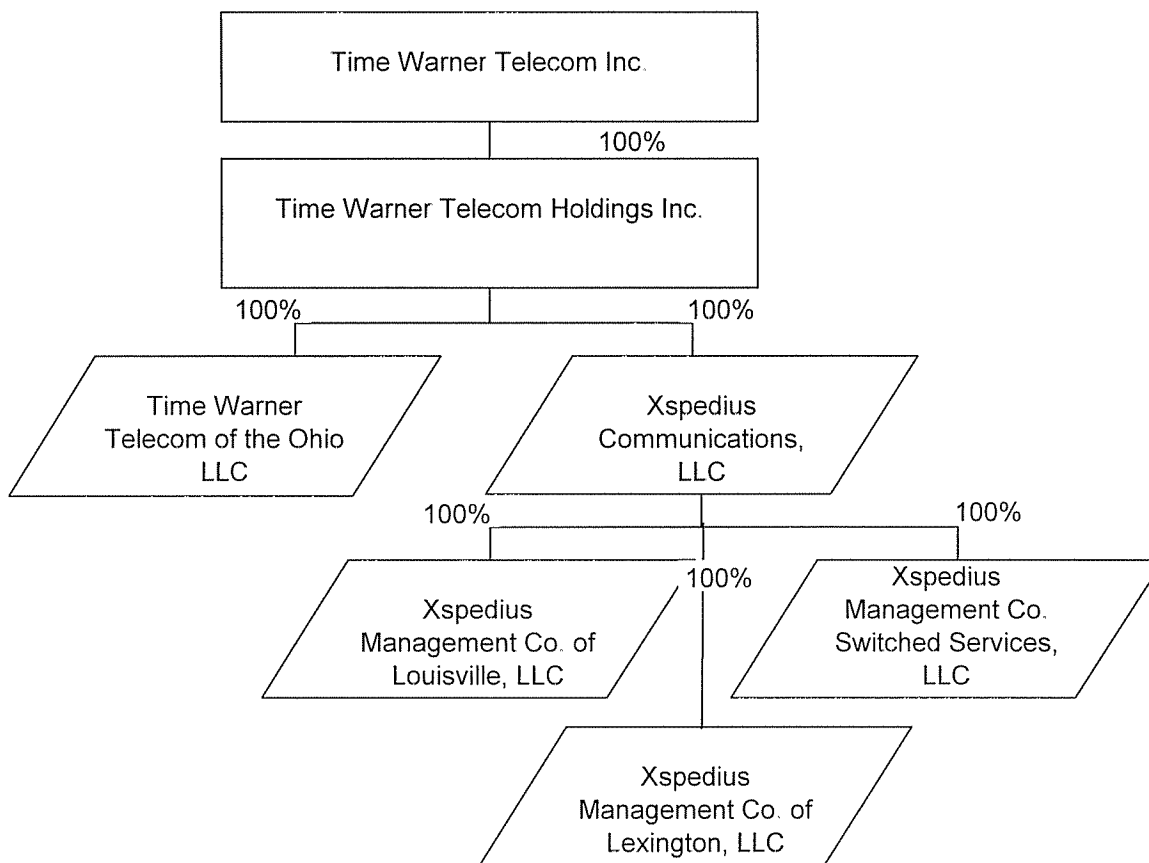 Time Warner Telecom Inc.
100%
Time Warner Telecom Holdings Inc.
100%
100%
Time Warner
Telecom of the Ohio
LLC
Xspedius
Communications,
LLC
100%
100%
100%
Xspedius
Management Co. of
Louisville, LLC
Xspedius
Management Co.
Switched Services,
LLC
Xspedius
Management Co. of
Lexington, LLC